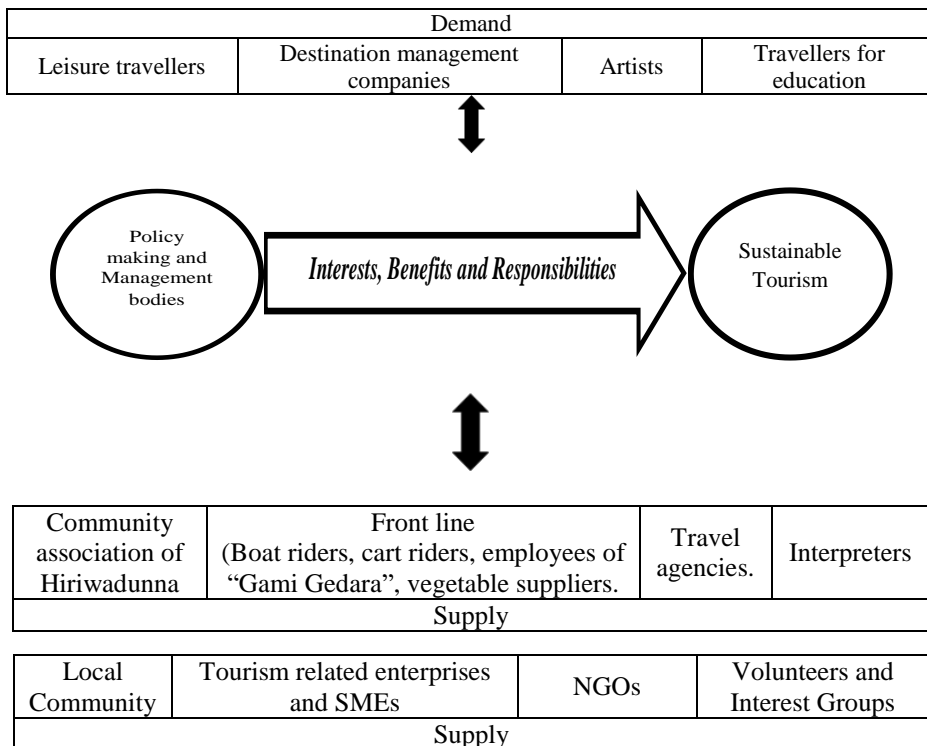 Demand
Leisure travellers
Destination management
companies
Artists
Travellers for
education
Policy
making and
Management
bodies
Interests, Benefits and Responsibilities
Sustainable
Tourism
Community
association of
Hiriwadunna
Front line
(Boat riders, cart riders, employees of
“Gami Gedara”, vegetable suppliers.
Travel
agencies.
Interpreters
Supply
Local
Community
Tourism related enterprises
and SMEs
NGOs
Volunteers and
Interest Groups
Supply